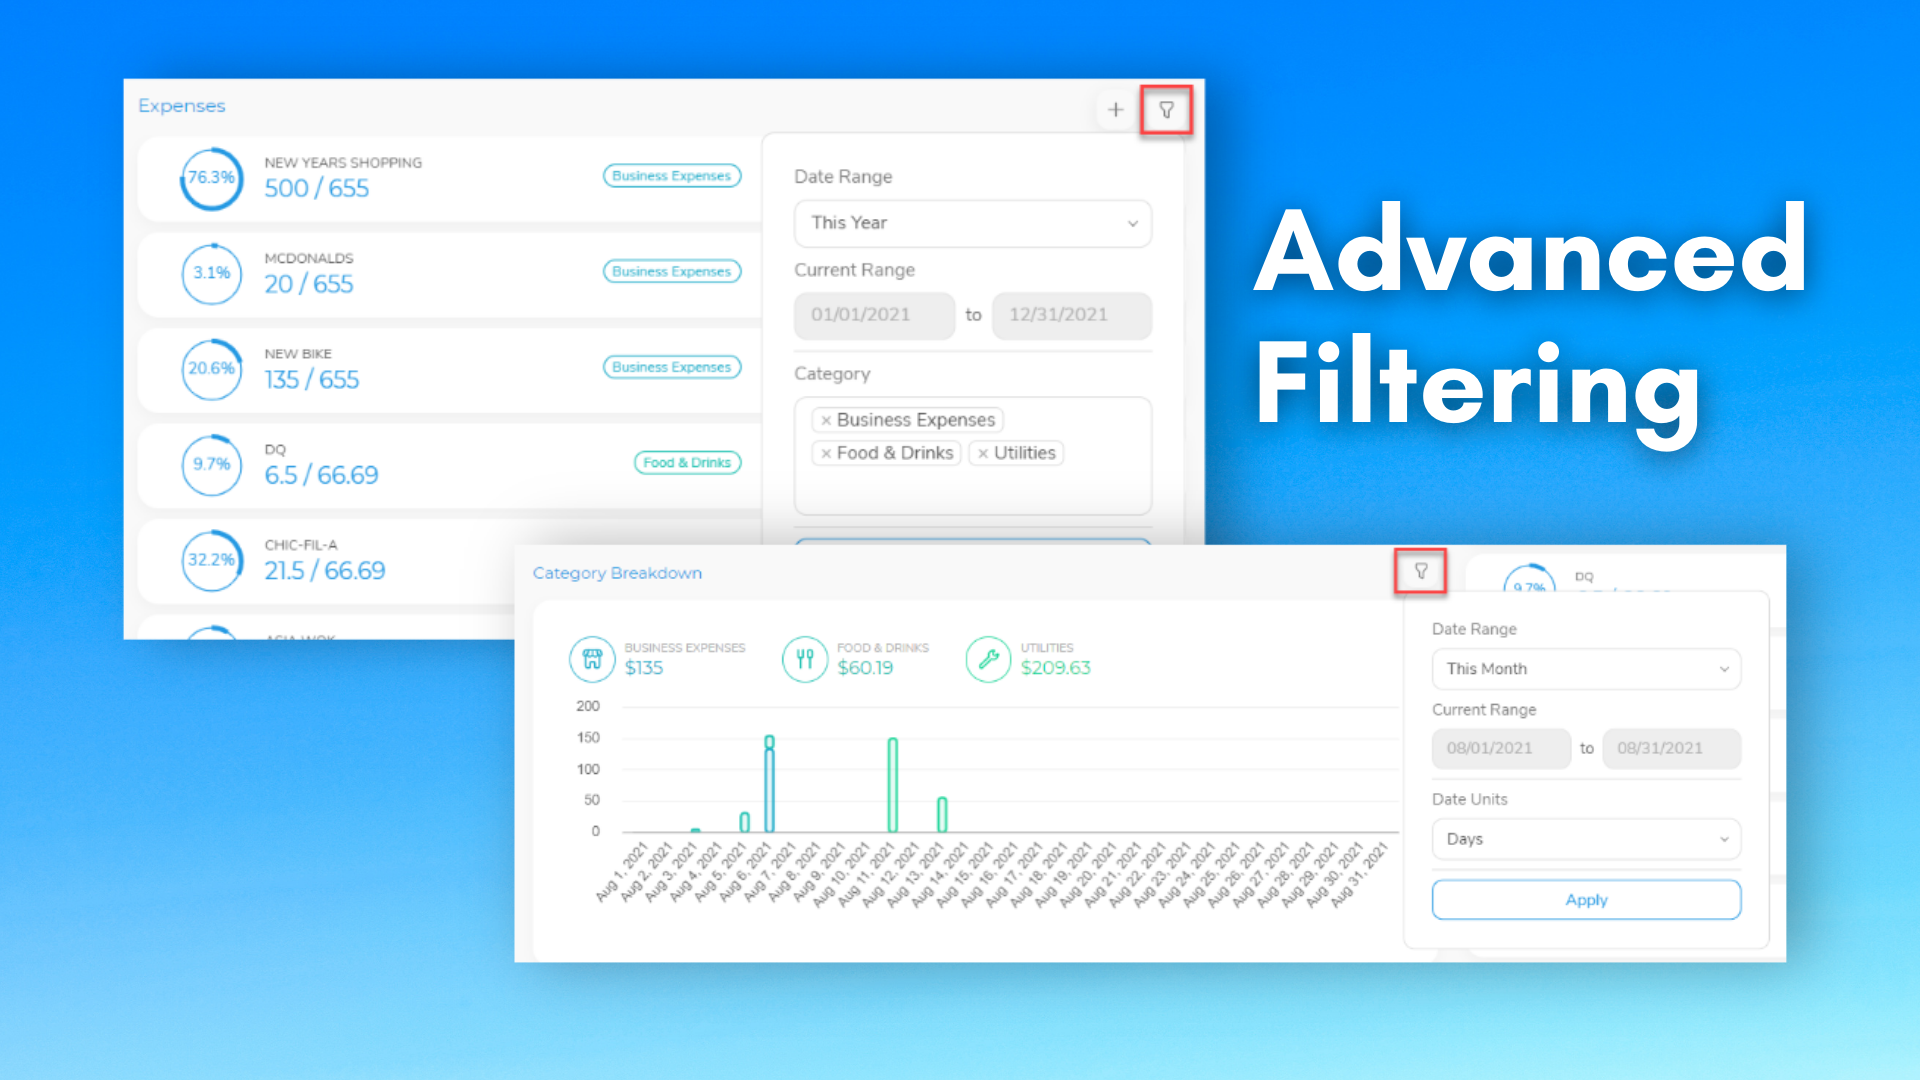 Expenses
76.3%
NEW YEARS SHOPPING
500 / 655
Business Expenses
3.1%
MCDONALDS
20 / 655
Business Expenses
20.6%
NEW BIKE
135 / 655
Business Expenses
9.7%
DQ
6.5 / 66.69
Food & Drinks
32.2%
CHIC-FIL-A
21.5 / 66.69
ASIA WOK
Date Range
This Year
Current Range
01/01/2021 to 12/31/2021
Category
× Business Expenses
× Food & Drinks × Utilities
Advanced
Filtering
Category Breakdown
BUSINESS EXPENSES
$135
FOOD & DRINKS
$60.19
UTILITIES
$209.63
200
150
100
50
0
Aug 1, 2021
Aug 2, 2021
Aug 3, 2021
Aug 4, 2021
Aug 5, 2021
Aug 6, 2021
Aug 7, 2021
Aug 8, 2021
Aug 9, 2021
Aug 10, 2021
Aug 11, 2021
Aug 12, 2021
Aug 13, 2021
Aug 14, 2021
Aug 15, 2021
Aug 16, 2021
Aug 17, 2021
Aug 18, 2021
Aug 19, 2021
Aug 20, 2021
Aug 21, 2021
Aug 22, 2021
Aug 23, 2021
Aug 24, 2021
Aug 25, 2021
Aug 26, 2021
Aug 27, 2021
Aug 28, 2021
Aug 29, 2021
Aug 30, 2021
Aug 31, 2021
9.7%
DQ
Date Range
This Month
Current Range
08/01/2021 to 08/31/2021
Date Units
Days
Apply